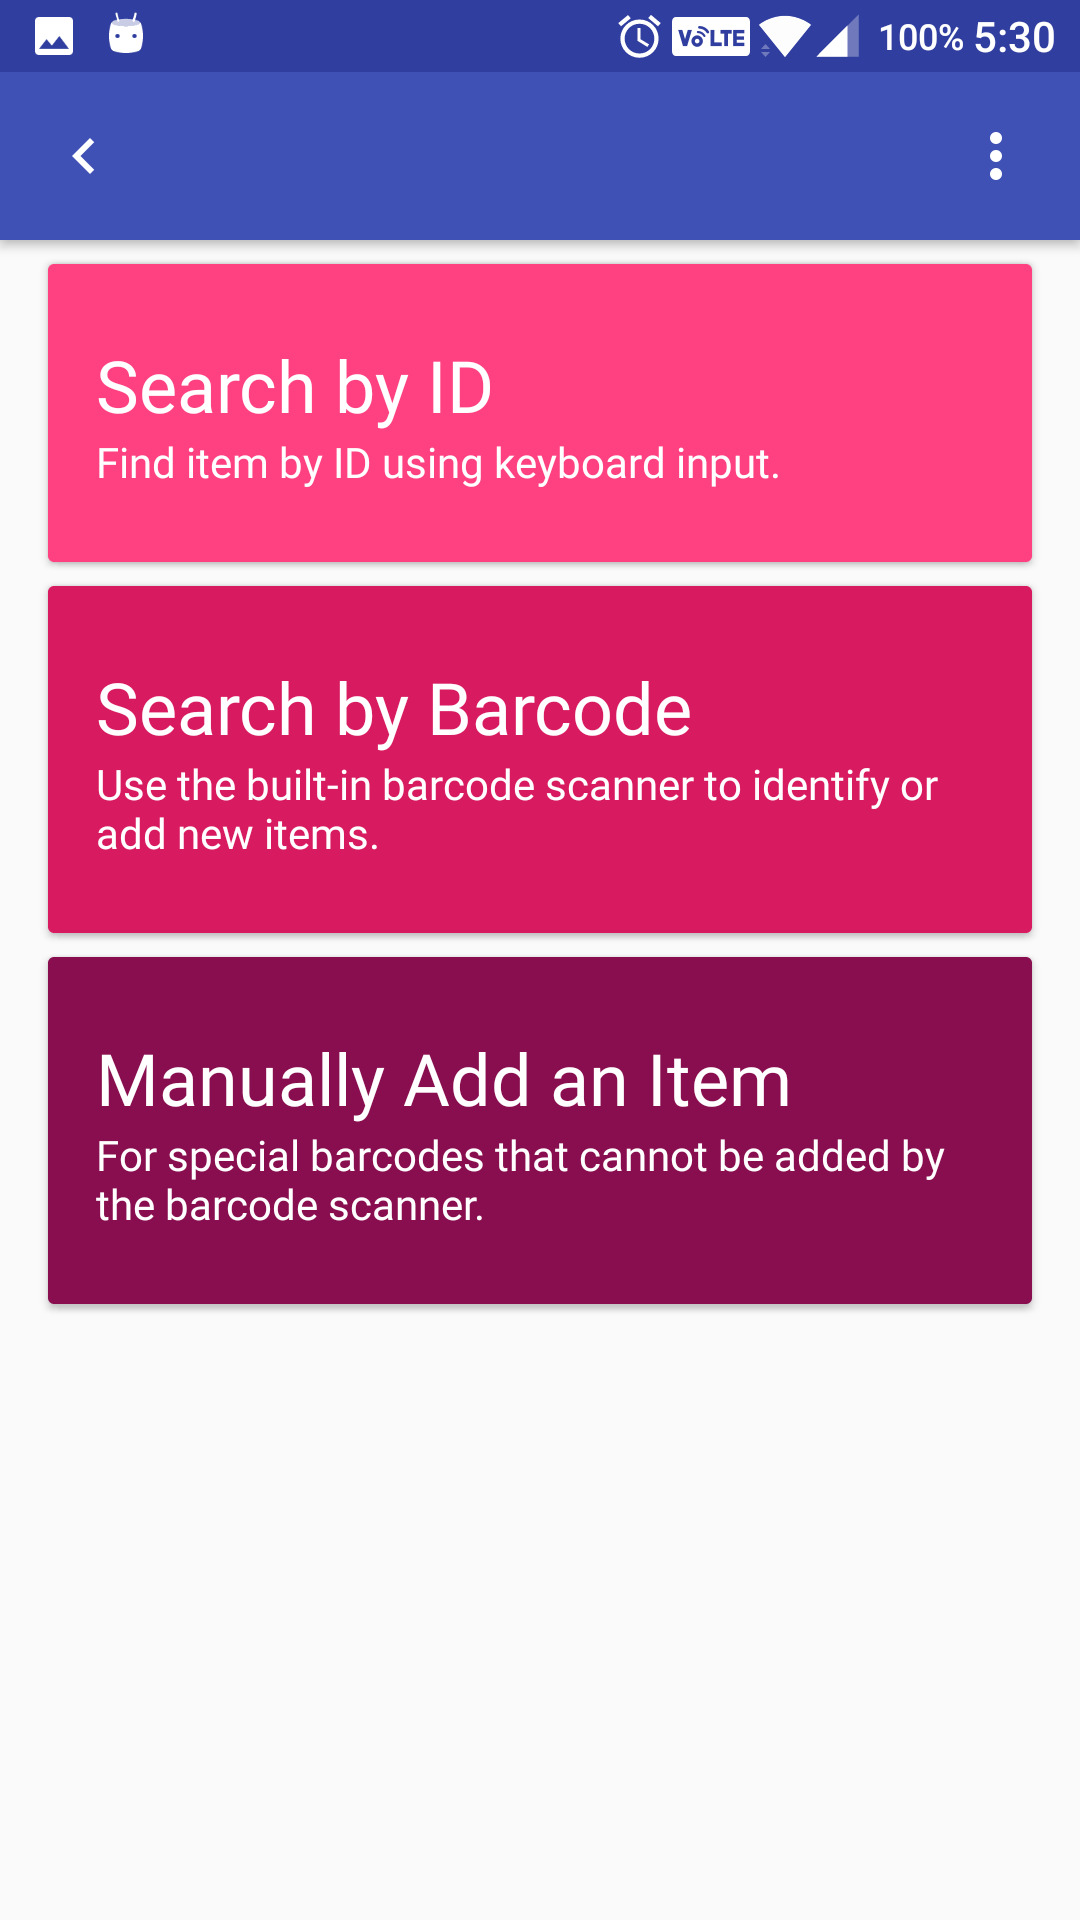 VoLTE 100% 5:30
Search by ID
Find item by ID using keyboard input.
Search by Barcode
Use the built-in barcode scanner to identify or
add new items.
Manually Add an Item
For special barcodes that cannot be added by
the barcode scanner.